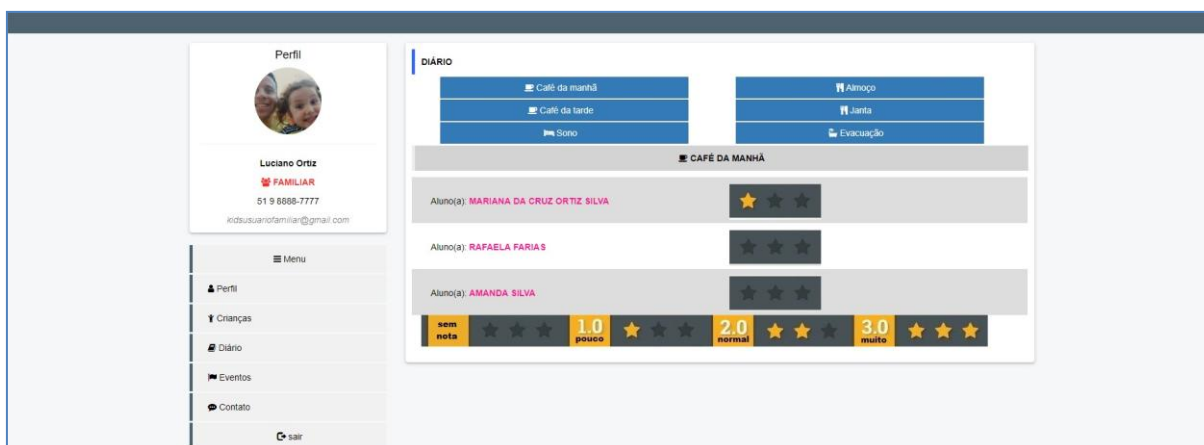 Perfil
Luciano Ortiz
FAMILIAR
51 9 8888-7777
kidsusuariofamiliar@gmail.com
Menu
Perfil
Crianças
Diário
Eventos
Contato
sair
DIÁRIO
Café da manhã
Almoço
Café da tarde
Janta
Sono
Evacuação
CAFÉ DA MANHÃ
Aluno(a): MARIANA DA CRUZ ORTIZ SILVA
Aluno(a): RAFAELA FARIAS
Aluno(a): AMANDA SILVA
sem
nota
1.0
pouco
2.0
normal
3.0
muito